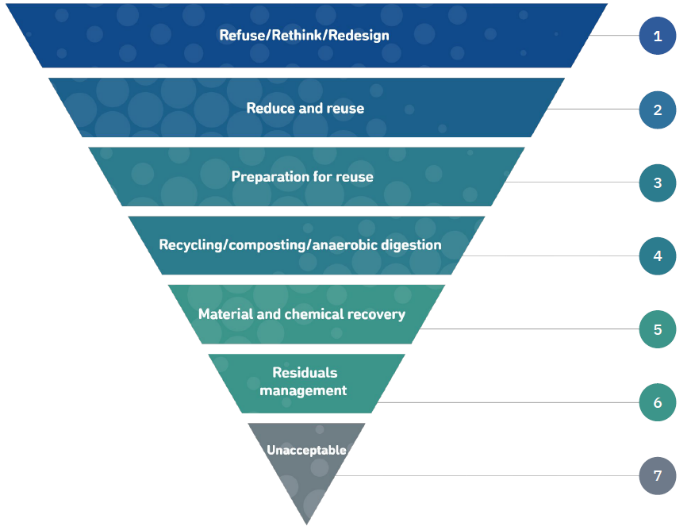 Refuse/Rethink/Redesign
1
Reduce and reuse
2
Preparation for reuse
3
Recycling/composting/anaerobic digestion
4
Material and chemical recovery
5
Residuals
management
6
Unacceptable
7